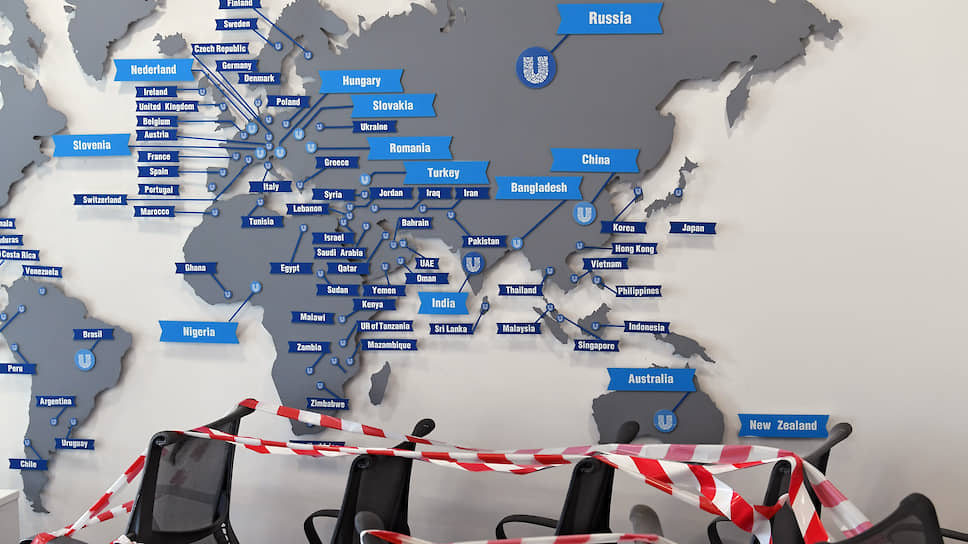 Finland
Sweden
Czech Republic
Germany
Denmark
Nederland
Ireland
United Kingdom
Belgium
Austria
Slovenia
France
Spain
Portugal
Switzerland
Morocco
Russia
Hungary
Poland
Slovakla
Ukraine
Romania
Greece
Turkey
Italy
Syria
Jordan
Iraq
Iran
Lebanon
Tunisia
Bahrain
Israel
Saudi Arabia
Qatar
Egypt
UAE
Oman
Sudan
Yemen
Kenya
Ghana
Nigeria
Malawi
UR of Tanzania
Mozambique
Zambia
Zimbabwe
China
Bangladesh
Pakistan
India
Sri Lanka
Korea
Japan
Hong Kong
Vietnam
Thailand
Philippines
Malaysia
Indonesia
Singapore
Australia
New Zealand
Costa Rica
Venezuela
Brasil
Peru
Argentina
Uruguay
Chile